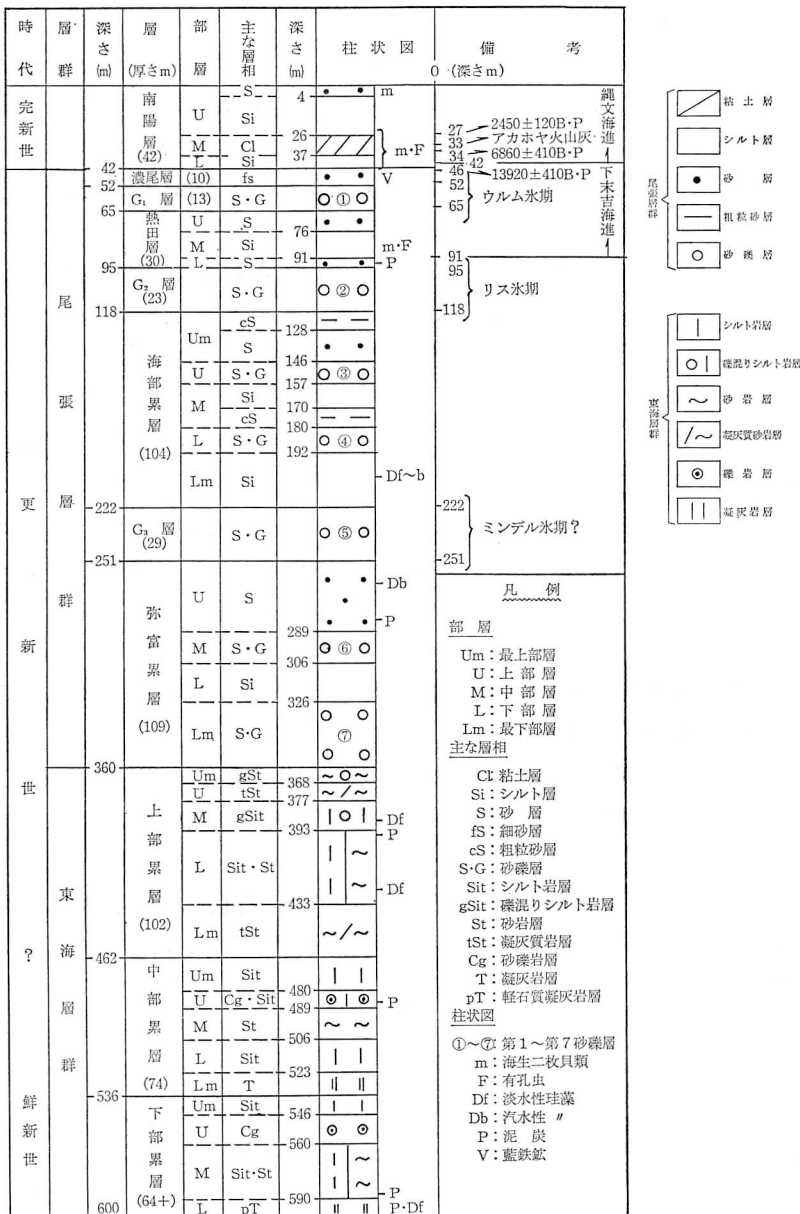 時代 層群 深さ(m) 層(厚さm) 部層 主な層相 深さ(m) 柱状図 備考
0 (深さm)
完新世 南陽層(42) S 4 m 縄文海進
U Si 26 27 2450±120B・P
M Cl 33 アカホヤ火山灰
37 m・F 34 6860±410B・P
L Si
42 42 下末吉海進
濃尾層 (10) fs V 46 13920±410B・P
52 52
G₁層 (13) S・G ① ウルム氷期
65 65
熱田層(30) U S 76
M Si m・F
91 91
L S P
95 95
G₂層(23) S・G ② リス氷期
118 118
更新世 尾張層群
海部累層(104) Um cS 128
S 146
U S・G 157 ③
M Si 170
cS 180
L S・G 192 ④
Lm Si Df~b
222 222
G₃層(29) S・G ⑤ ミンデル氷期?
251 251
弥富累層(109) U S Db
P
289
M S・G 306 ⑥
L Si 326
Lm S・G ⑦
360
? 鮮新世 東海層群
上部累層(102) Um gSt 368
U tSt 377
M gSit 393 Df
P
L Sit・St 433 Df
Lm tSt
462
中部累層(74) Um Sit 480
U Cg・Sit 489 P
M St 506
L Sit 523
Lm T
536
下部累層(64+) Um Sit 546
U Cg 560
M Sit・St 590 P
600 L pT P・Df
凡例
部層
Um：最上部層
U：上部層
M：中部層
L：下部層
Lm：最下部層
主な層相
Cl：粘土層
Si：シルト層
S：砂層
fS：細砂層
cS：粗粒砂層
S・G：砂礫層
Sit：シルト岩層
gSit：礫混りシルト岩層
St：砂岩層
tSt：凝灰質岩層
Cg：砂礫岩層
T：凝灰岩層
pT：軽石質凝灰岩層
柱状図
①～⑦：第1～第7砂礫層
m：海生二枚貝類
F：有孔虫
Df：淡水性珪藻
Db：汽水性 〃
P：泥炭
V：藍鉄鉱
尾張層群
粘土層
シルト層
砂層
粗粒砂層
砂礫層
東海層群
シルト岩層
礫混りシルト岩層
砂岩層
凝灰質砂岩層
礫岩層
凝灰岩層